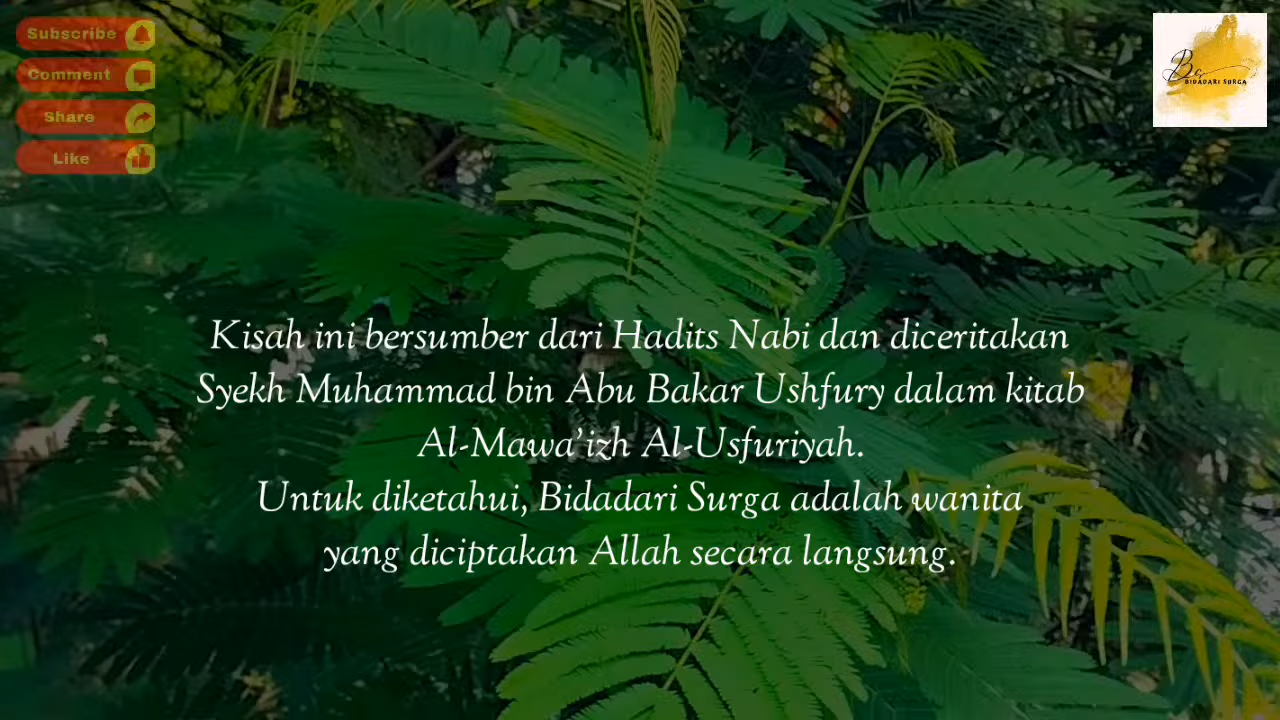 Subscribe
Comment
Share
Like
Bs
BIDADARI SURGA
Kisah ini bersumber dari Hadits Nabi dan diceritakan
Syekh Muhammad bin Abu Bakar Ushfury dalam kitab
Al-Mawa’izh Al-Usfuriyah.
Untuk diketahui, Bidadari Surga adalah wanita
yang diciptakan Allah secara langsung.